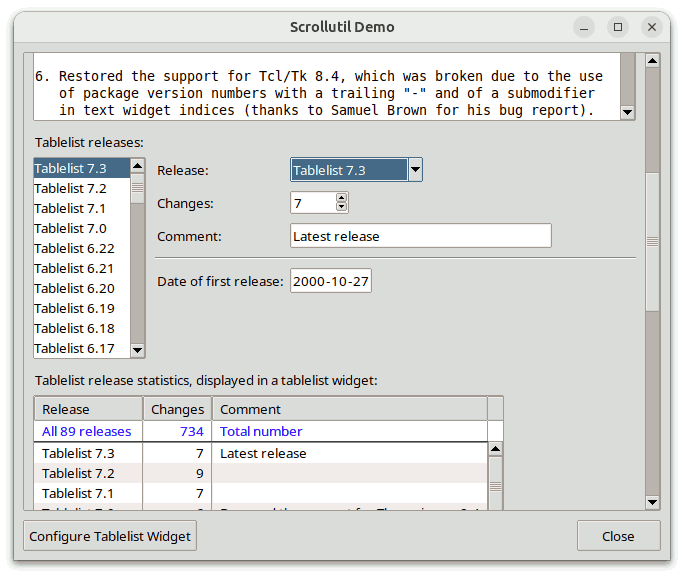 Scrollutil Demo
6. Restored the support for Tcl/Tk 8.4, which was broken due to the use
of package version numbers with a trailing "-" and of a submodifier
in text widget indices (thanks to Samuel Brown for his bug report).
Tablelist releases:
Tablelist 7.3
Tablelist 7.2
Tablelist 7.1
Tablelist 7.0
Tablelist 6.22
Tablelist 6.21
Tablelist 6.20
Tablelist 6.19
Tablelist 6.18
Tablelist 6.17
Release: Tablelist 7.3
Changes: 7
Comment: Latest release
Date of first release: 2000-10-27
Tablelist release statistics, displayed in a tablelist widget:
Release Changes Comment
All 89 releases 734 Total number
Tablelist 7.3 7 Latest release
Tablelist 7.2 9
Tablelist 7.1 7
Configure Tablelist Widget
Close